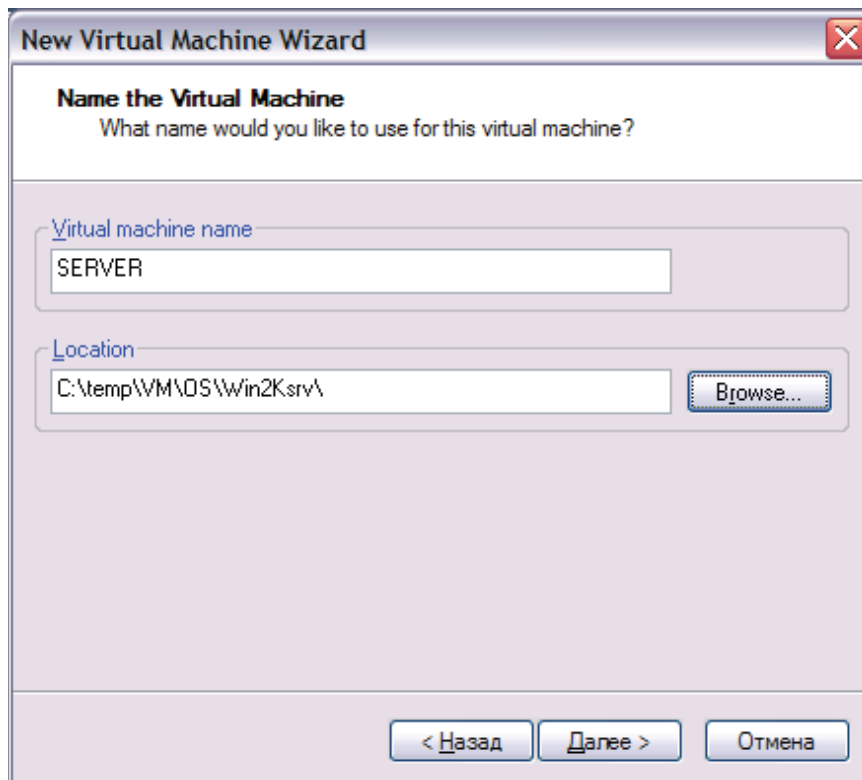 New Virtual Machine Wizard
Name the Virtual Machine
What name would you like to use for this virtual machine?
Virtual machine name
SERVER
Location
C:\temp\VM\OS\Win2Ksrv\
Browse...
< Назад
Далее >
Отмена